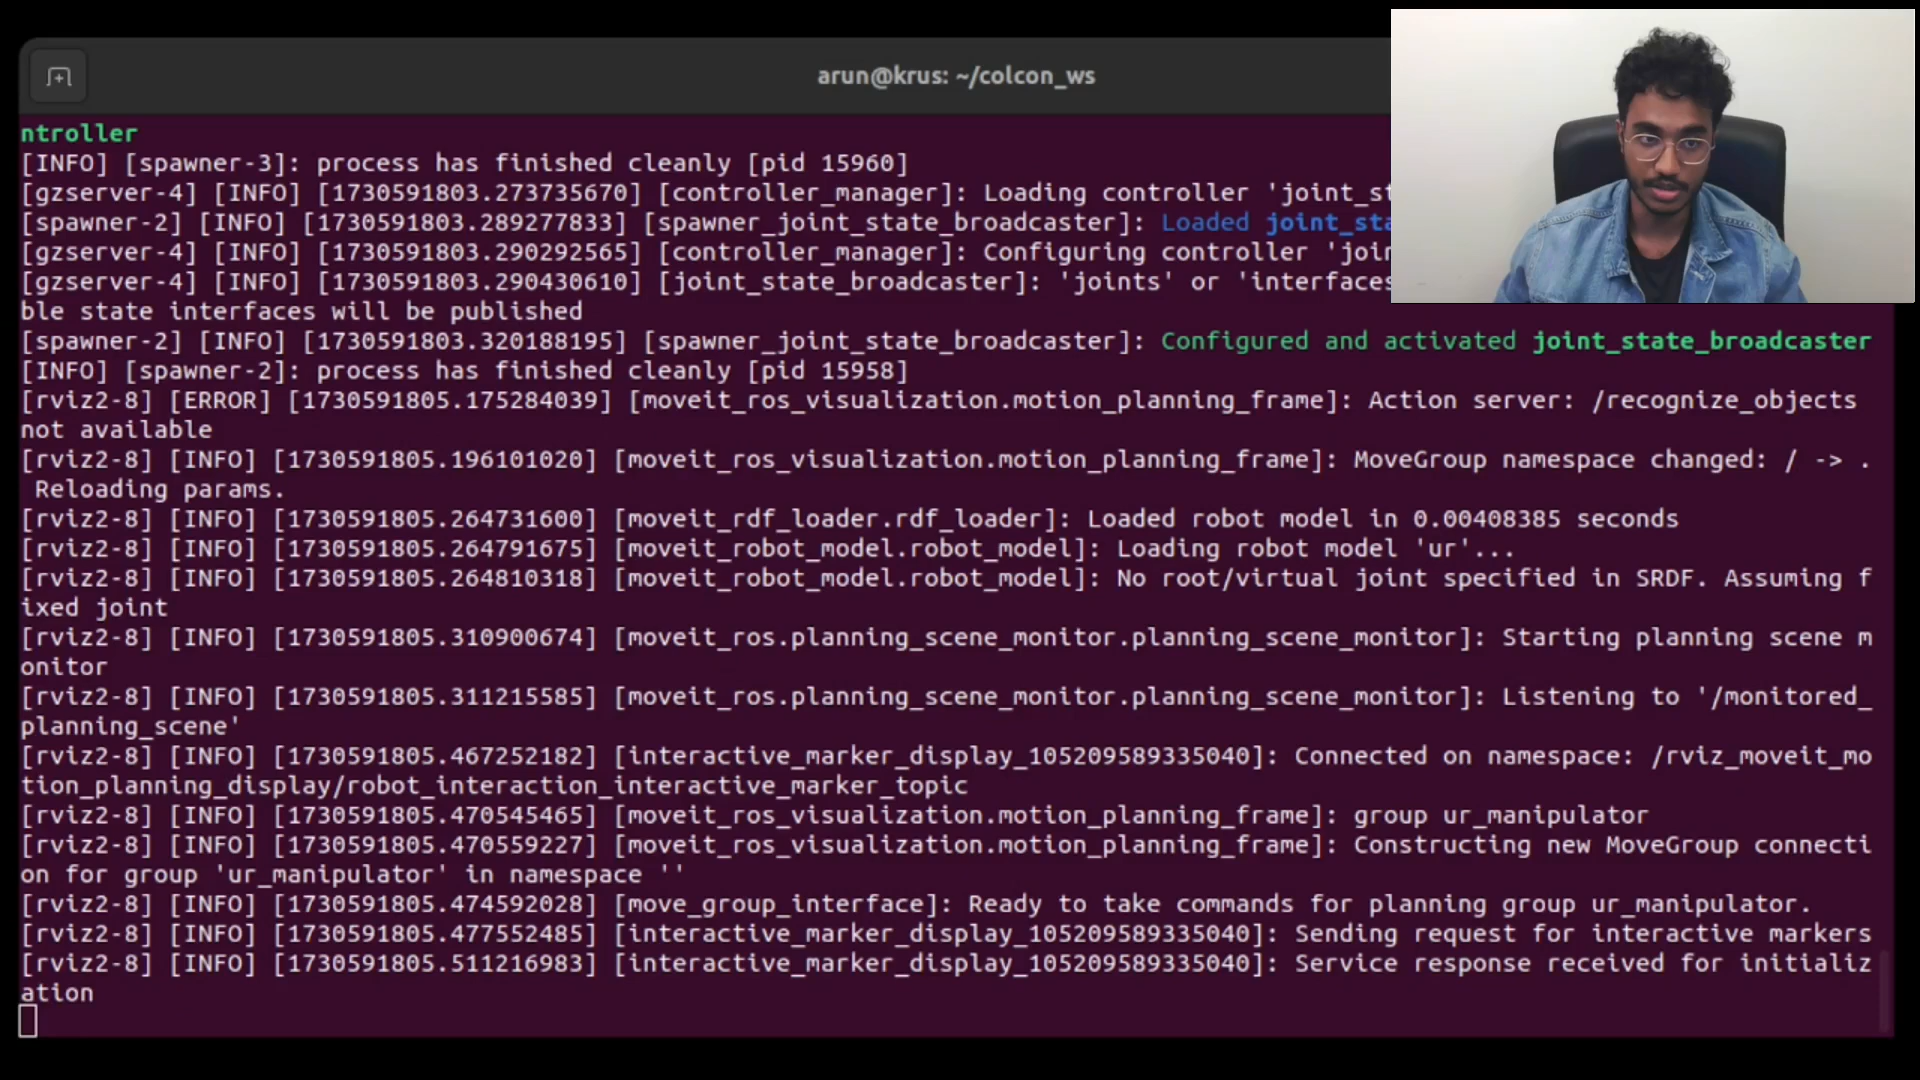 arun@krus: ~/colcon_ws
ntroller
[INFO] [spawner-3]: process has finished cleanly [pid 15960]
[gzserver-4] [INFO] [1730591803.273735670] [controller_manager]: Loading controller 'joint_st
[spawner-2] [INFO] [1730591803.289277833] [spawner_joint_state_broadcaster]: Loaded joint_sta
[gzserver-4] [INFO] [1730591803.290292565] [controller_manager]: Configuring controller 'join
[gzserver-4] [INFO] [1730591803.290430610] [joint_state_broadcaster]: 'joints' or 'interfaces
ble state interfaces will be published
[spawner-2] [INFO] [1730591803.320188195] [spawner_joint_state_broadcaster]: Configured and activated joint_state_broadcaster
[INFO] [spawner-2]: process has finished cleanly [pid 15958]
[rviz2-8] [ERROR] [1730591805.175284039] [moveit_ros_visualization.motion_planning_frame]: Action server: /recognize_objects
not available
[rviz2-8] [INFO] [1730591805.196101020] [moveit_ros_visualization.motion_planning_frame]: MoveGroup namespace changed: / -> .
Reloading params.
[rviz2-8] [INFO] [1730591805.264731600] [moveit_rdf_loader.rdf_loader]: Loaded robot model in 0.00408385 seconds
[rviz2-8] [INFO] [1730591805.264791675] [moveit_robot_model.robot_model]: Loading robot model 'ur'...
[rviz2-8] [INFO] [1730591805.264810318] [moveit_robot_model.robot_model]: No root/virtual joint specified in SRDF. Assuming f
ixed joint
[rviz2-8] [INFO] [1730591805.310900674] [moveit_ros.planning_scene_monitor.planning_scene_monitor]: Starting planning scene m
onitor
[rviz2-8] [INFO] [1730591805.311215585] [moveit_ros.planning_scene_monitor.planning_scene_monitor]: Listening to '/monitored_
planning_scene'
[rviz2-8] [INFO] [1730591805.467252182] [interactive_marker_display_105209589335040]: Connected on namespace: /rviz_moveit_mo
tion_planning_display/robot_interaction_interactive_marker_topic
[rviz2-8] [INFO] [1730591805.470545465] [moveit_ros_visualization.motion_planning_frame]: group ur_manipulator
[rviz2-8] [INFO] [1730591805.470559227] [moveit_ros_visualization.motion_planning_frame]: Constructing new MoveGroup connecti
on for group 'ur_manipulator' in namespace ''
[rviz2-8] [INFO] [1730591805.474592028] [move_group_interface]: Ready to take commands for planning group ur_manipulator.
[rviz2-8] [INFO] [1730591805.477552485] [interactive_marker_display_105209589335040]: Sending request for interactive markers
[rviz2-8] [INFO] [1730591805.511216983] [interactive_marker_display_105209589335040]: Service response received for initializ
ation